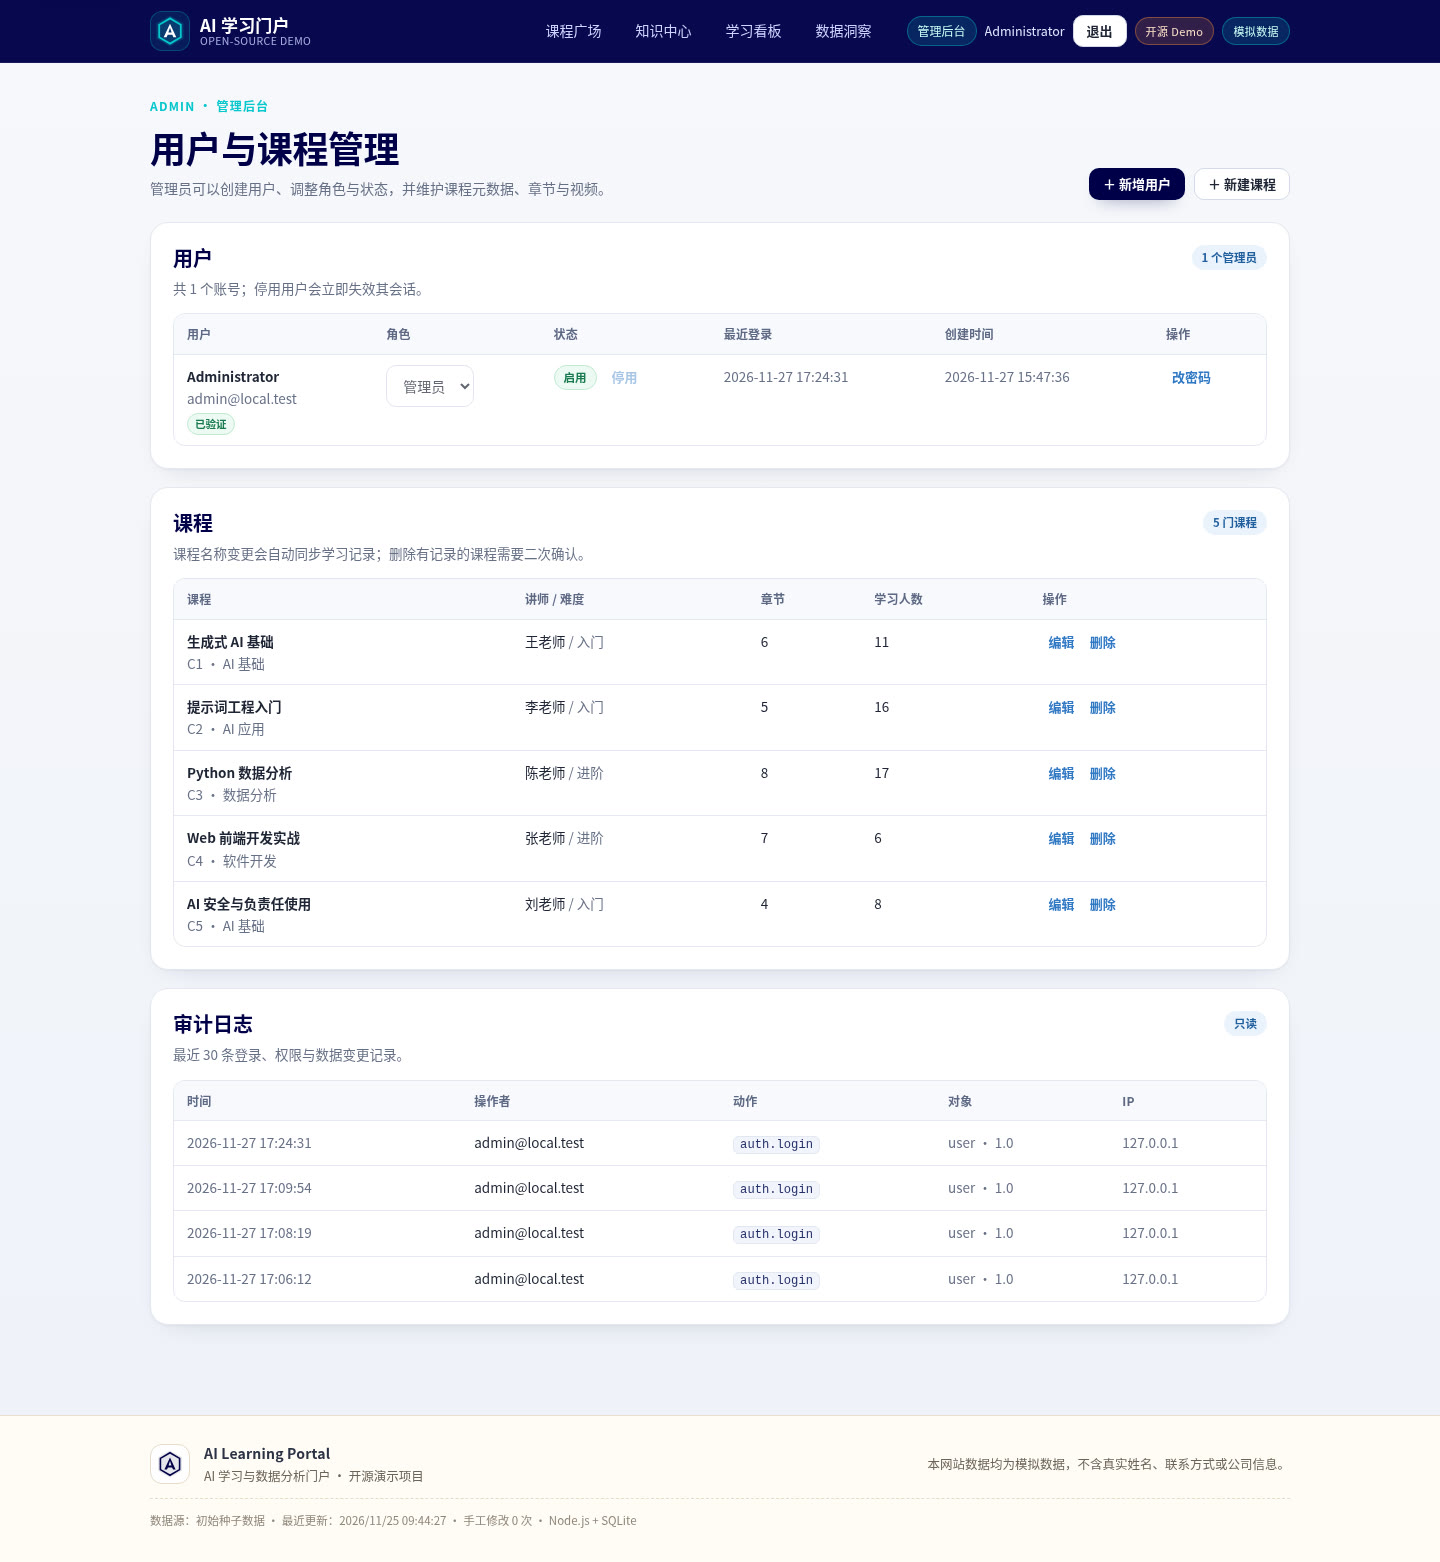 AI 学习门户
OPEN-SOURCE DEMO
课程广场 知识中心 学习看板 数据洞察 管理后台 Administrator 退出 开源 Demo 模拟数据
ADMIN · 管理后台
用户与课程管理
管理员可以创建用户、调整角色与状态，并维护课程元数据、章节与视频。
＋ 新增用户 ＋ 新建课程
用户
1 个管理员
共 1 个账号；停用用户会立即失效其会话。
用户 角色 状态 最近登录 创建时间 操作
Administrator 管理员 启用 停用 2026-11-27 17:24:31 2026-11-27 15:47:36 改密码
admin@local.test
已验证
课程
5 门课程
课程名称变更会自动同步学习记录；删除有记录的课程需要二次确认。
课程 讲师 / 难度 章节 学习人数 操作
生成式 AI 基础 王老师 / 入门 6 11 编辑 删除
C1 · AI 基础
提示词工程入门 李老师 / 入门 5 16 编辑 删除
C2 · AI 应用
Python 数据分析 陈老师 / 进阶 8 17 编辑 删除
C3 · 数据分析
Web 前端开发实战 张老师 / 进阶 7 6 编辑 删除
C4 · 软件开发
AI 安全与负责任使用 刘老师 / 入门 4 8 编辑 删除
C5 · AI 基础
审计日志
只读
最近 30 条登录、权限与数据变更记录。
时间 操作者 动作 对象 IP
2026-11-27 17:24:31 admin@local.test auth.login user · 1.0 127.0.0.1
2026-11-27 17:09:54 admin@local.test auth.login user · 1.0 127.0.0.1
2026-11-27 17:08:19 admin@local.test auth.login user · 1.0 127.0.0.1
2026-11-27 17:06:12 admin@local.test auth.login user · 1.0 127.0.0.1
AI Learning Portal
AI 学习与数据分析门户 · 开源演示项目
本网站数据均为模拟数据，不含真实姓名、联系方式或公司信息。
数据源：初始种子数据 · 最近更新：2026/11/25 09:44:27 · 手工修改 0 次 · Node.js + SQLite